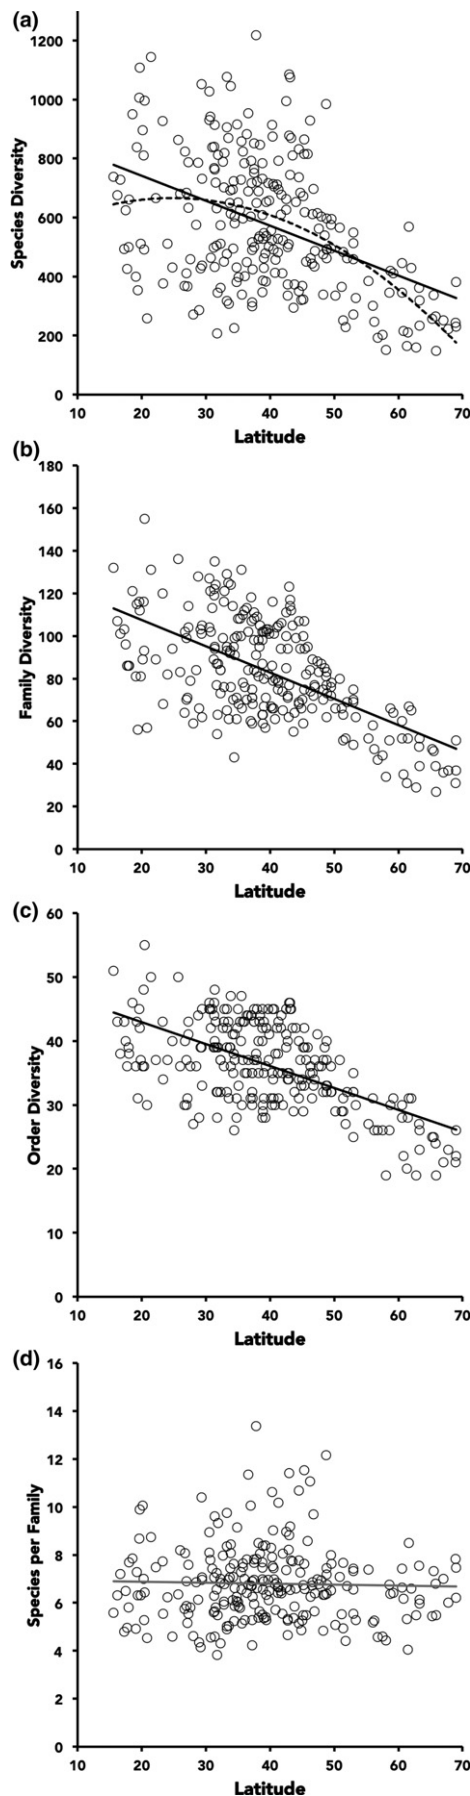 (a)
1200
1000
800
600
400
200
0
Species Diversity
10 20 30 40 50 60 70
Latitude
(b)
180
160
140
120
100
80
60
40
20
0
Family Diversity
10 20 30 40 50 60 70
Latitude
(c)
60
50
40
30
20
10
0
Order Diversity
10 20 30 40 50 60 70
Latitude
(d)
16
14
12
10
8
6
4
2
0
Species per Family
10 20 30 40 50 60 70
Latitude